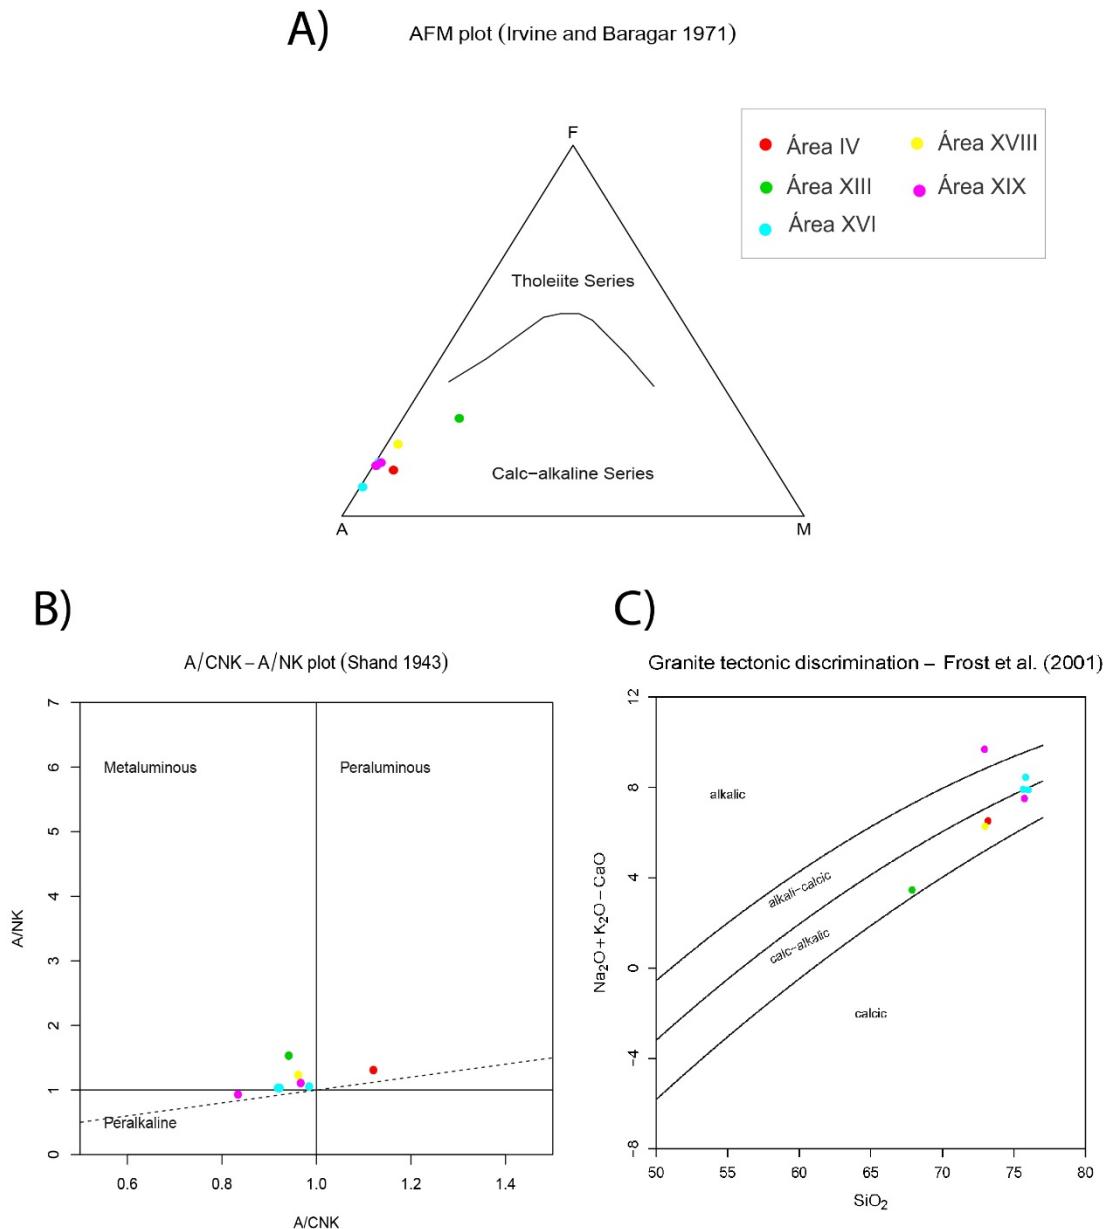 A)
AFM plot (Irvine and Baragar 1971)
F
Tholeiite Series
Calc–alkaline Series
A
M
Área IV
Área XVIII
Área XIII
Área XIX
Área XVI
B)
A/CNK – A/NK plot (Shand 1943)
7
6
5
4
3
2
1
0
A/NK
Metaluminous
Peraluminous
Peralkaline
0.6
0.8
1.0
1.2
1.4
A/CNK
C)
Granite tectonic discrimination – Frost et al. (2001)
12
8
4
0
−4
−8
Na₂O + K₂O – CaO
alkalic
alkali–calcic
calc–alkalic
calcic
50
55
60
65
70
75
80
SiO₂